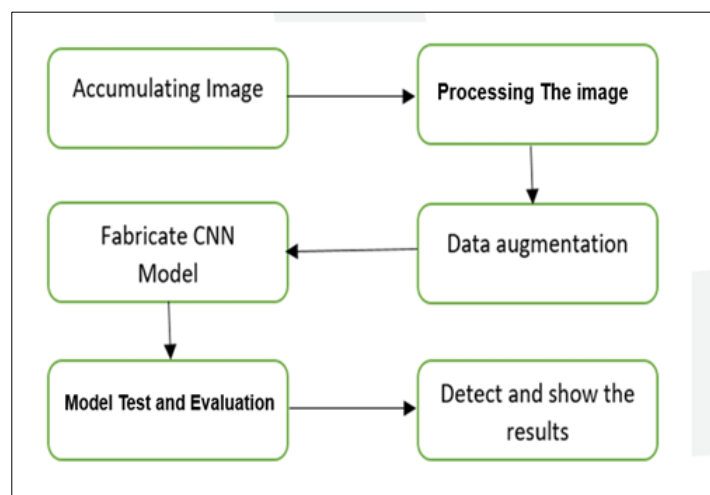 Accumulating Image
Processing The image
Data augmentation
Fabricate CNN
Model
Model Test and Evaluation
Detect and show the
results